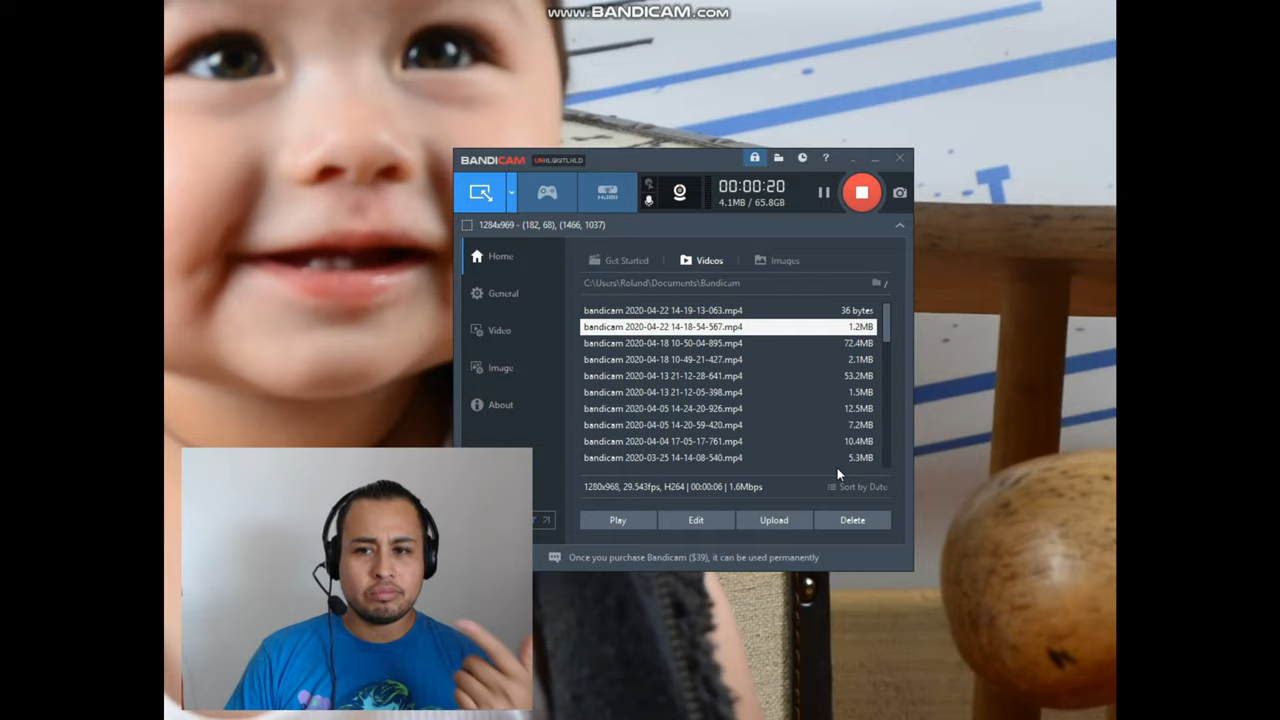 www.BANDICAM.com
BANDICAM
00:00:20
4.1MB / 65.8GB
1284x969 - (182, 68), (1466, 1037)
Home
General
Video
Image
About
Get Started
Videos
Images
C:\Users\Roland\Documents\Bandicam
bandicam 2020-04-22 14-19-13-063.mp4 36 bytes
bandicam 2020-04-22 14-18-54-567.mp4 1.2MB
bandicam 2020-04-18 10-50-04-895.mp4 72.4MB
bandicam 2020-04-18 10-49-21-427.mp4 2.1MB
bandicam 2020-04-13 21-12-28-641.mp4 53.2MB
bandicam 2020-04-13 21-12-05-398.mp4 1.5MB
bandicam 2020-04-05 14-24-20-926.mp4 12.5MB
bandicam 2020-04-05 14-20-59-420.mp4 7.2MB
bandicam 2020-04-04 17-05-17-761.mp4 10.4MB
bandicam 2020-03-25 14-14-08-540.mp4 5.3MB
1280x968, 29.543fps, H264 | 00:00:06 | 1.6Mbps
Sort by Date
Play
Edit
Upload
Delete
Once you purchase Bandicam ($39), it can be used permanently